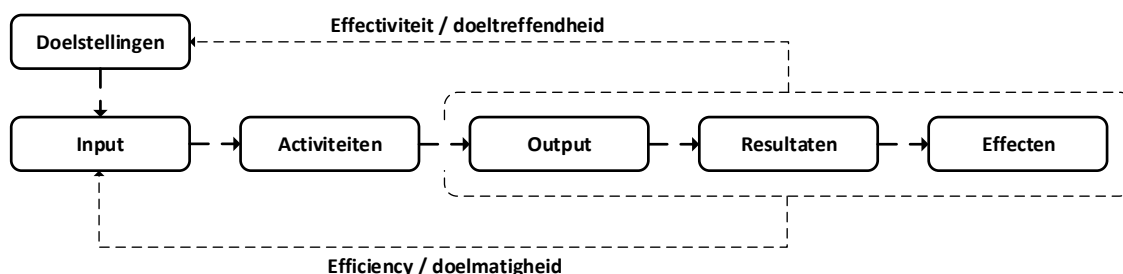 Effectiviteit / doeltreffendheid
Doelstellingen
Input
Activiteiten
Output
Resultaten
Effecten
Efficiency / doelmatigheid